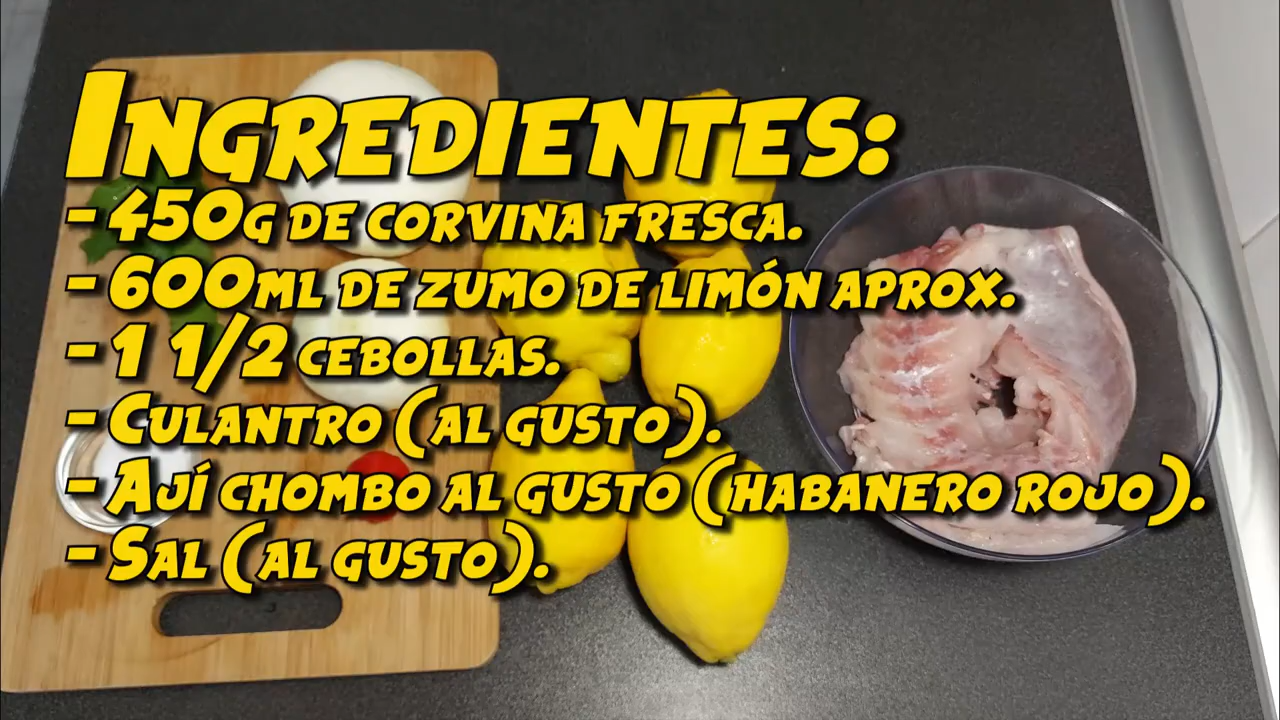 Ingredientes:
- 450g de corvina fresca.
- 600ml de zumo de limón aprox.
- 1 1/2 cebollas.
- Culantro (al gusto).
- Ají chombo al gusto (habanero rojo).
- Sal (al gusto).